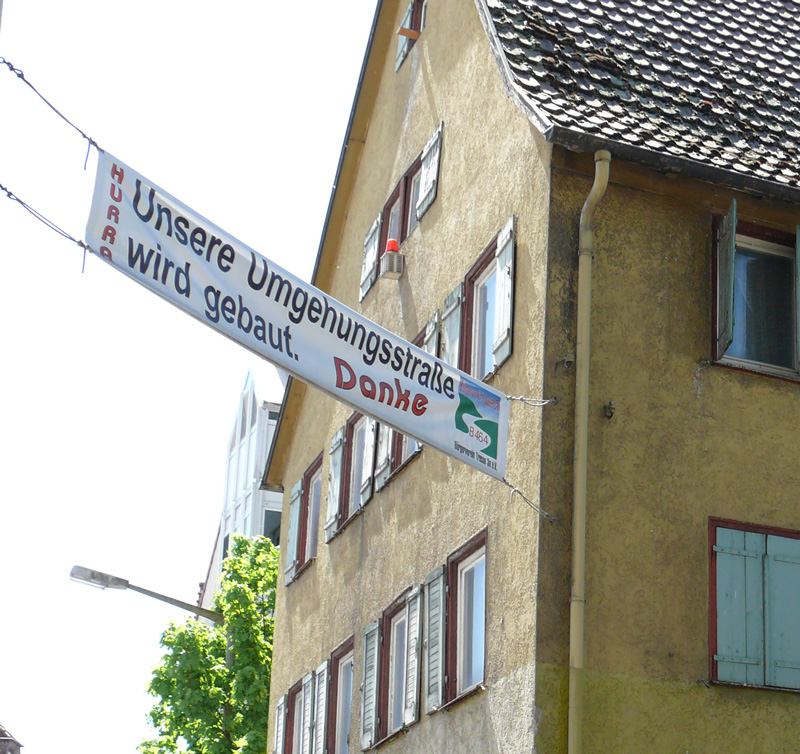 HURRA
Unsere Umgehungsstraße
wird gebaut.
Danke
B464